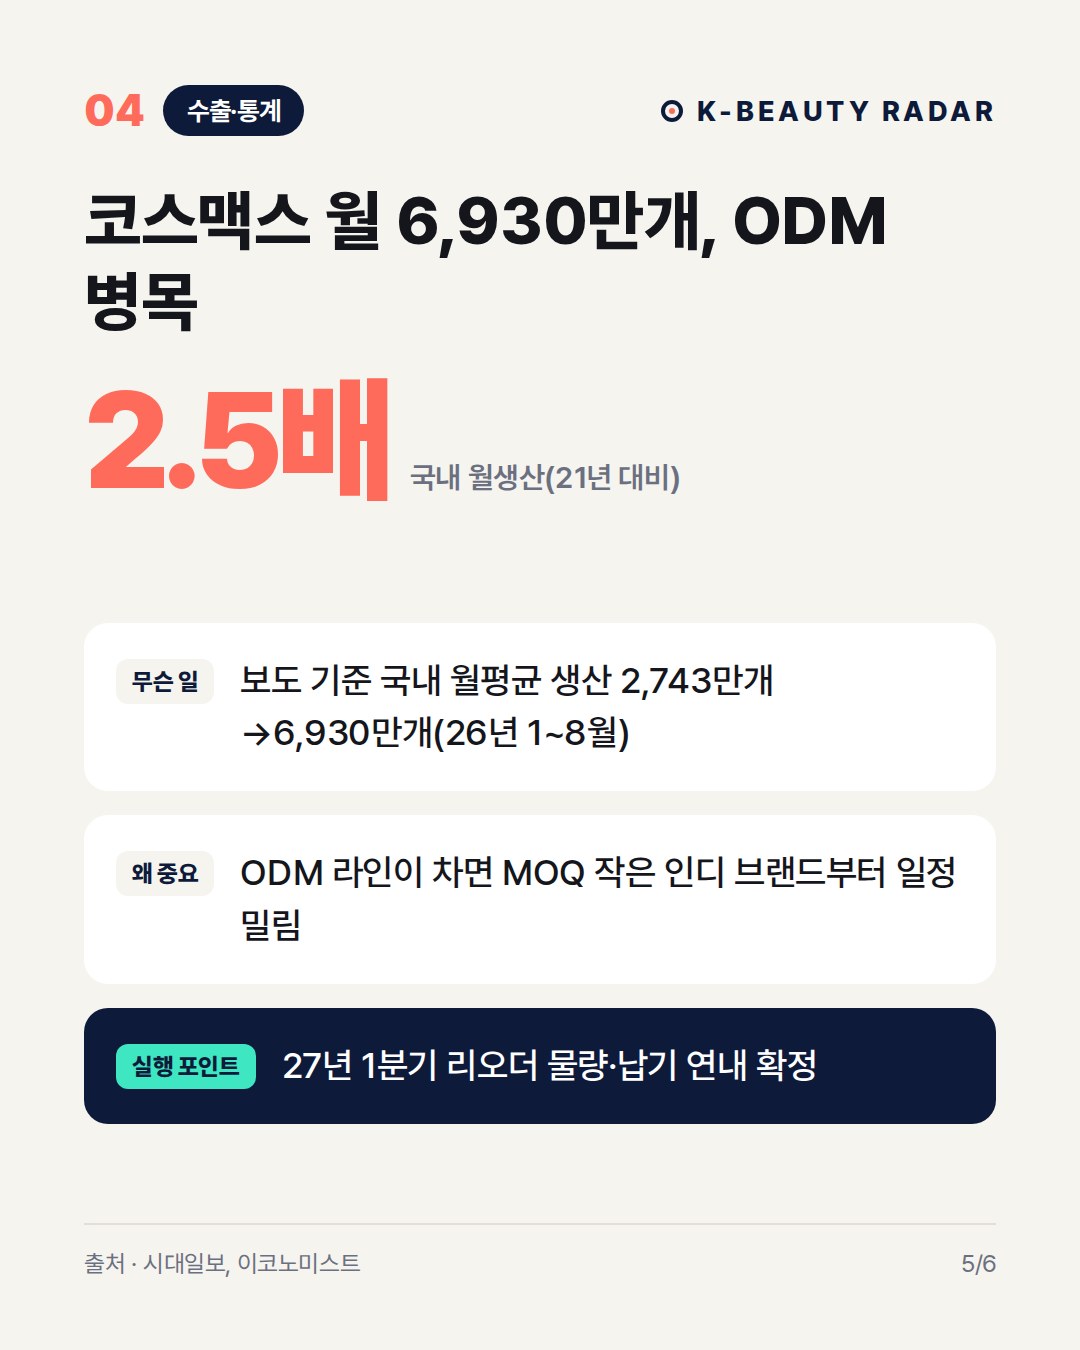 04 수출·통계
K-BEAUTY RADAR
코스맥스 월 6,930만개, ODM
병목
2.5배 국내 월생산(21년 대비)
무슨 일 보도 기준 국내 월평균 생산 2,743만개
→6,930만개(26년 1~8월)
왜 중요 ODM 라인이 차면 MOQ 작은 인디 브랜드부터 일정
밀림
실행 포인트 27년 1분기 리오더 물량·납기 연내 확정
출처 · 시대일보, 이코노미스트
5/6